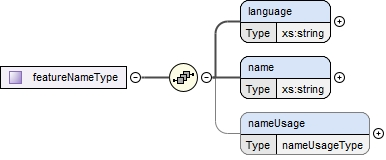 language
Type xs:string
featureNameType
name
Type xs:string
nameUsage
Type nameUsageType